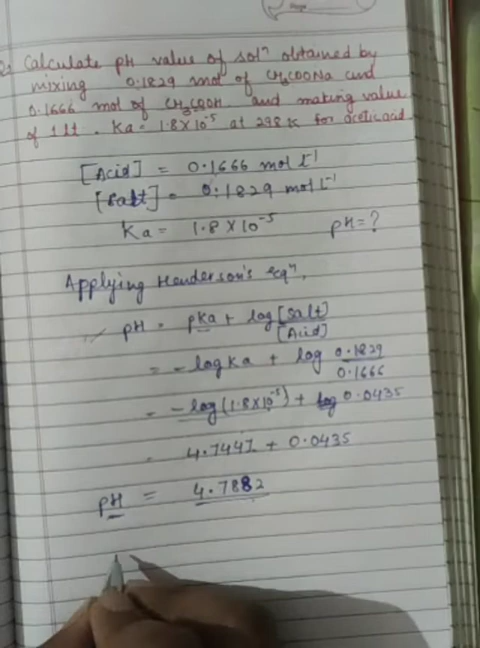 Calculate pH value of solⁿ obtained by
mixing 0.1829 mol of CH₃COONa and
0.1666 mol of CH₃COOH and making value
of 1 lt. Ka = 1.8 X 10⁻⁵ at 298 K for acetic acid
[Acid] = 0.1666 mol L⁻¹
[Salt] = 0.1829 mol L⁻¹
Ka = 1.8 X 10⁻⁵ pH = ?
Applying Henderson's eqⁿ,
pH = pKa + log [Salt]
[Acid]
= - log Ka + log 0.1829
0.1666
= - log (1.8 X 10⁻⁵) + 0.0435
= 4.7447 + 0.0435
pH = 4.7882